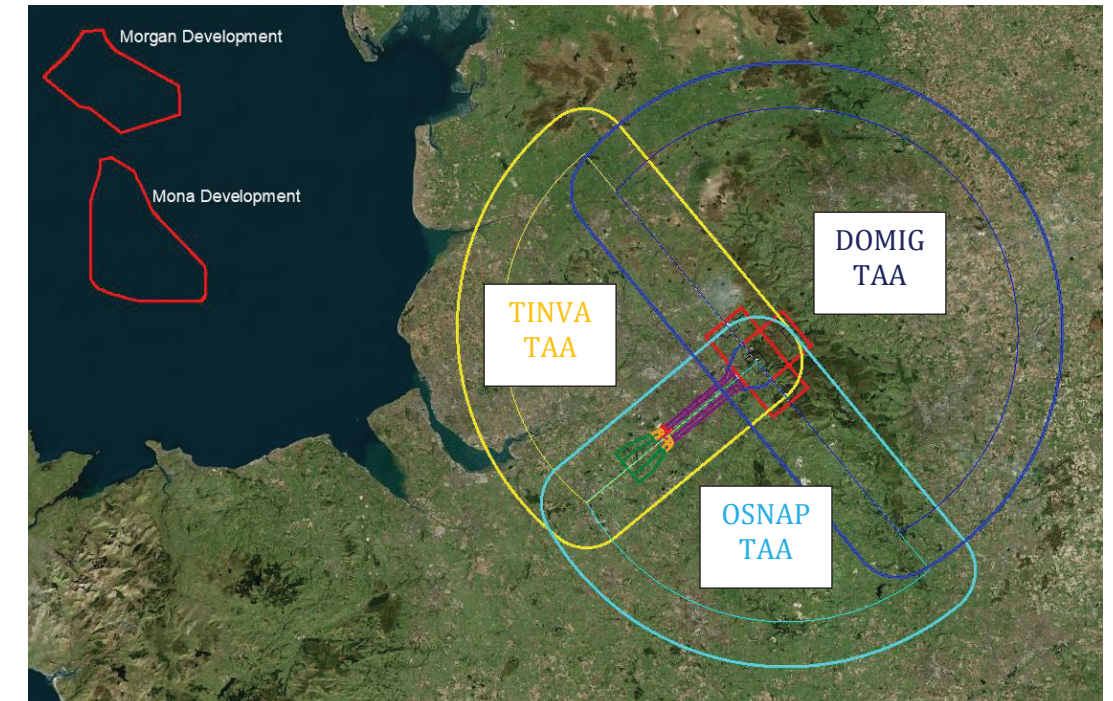 Morgan Development
Mona Development
DOMIG
TAA
TINVA
TAA
OSNAP
TAA